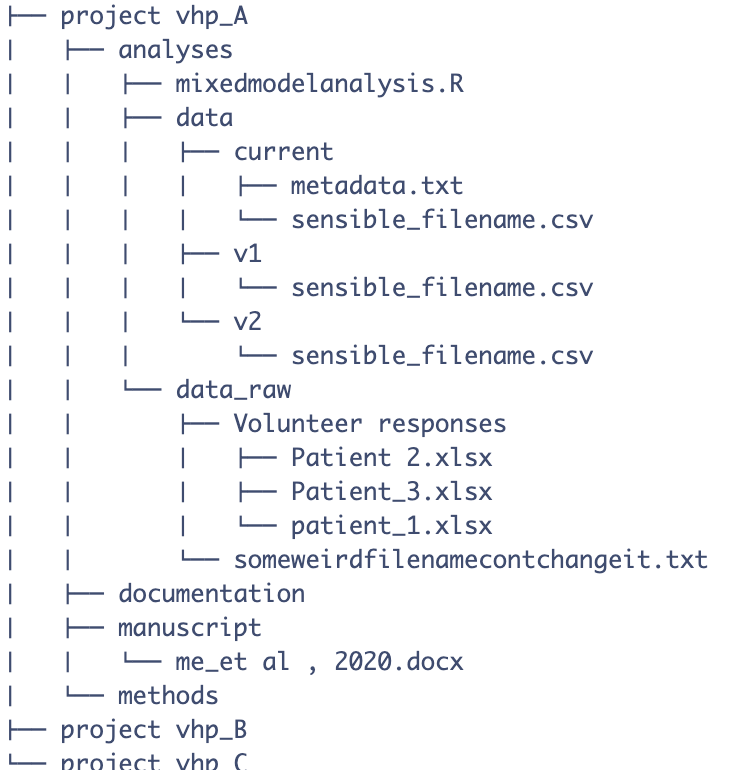 ├── project vhp_A
│   ├── analyses
│   │   ├── mixedmodelanalysis.R
│   │   ├── data
│   │   │   ├── current
│   │   │   │   ├── metadata.txt
│   │   │   │   └── sensible_filename.csv
│   │   │   ├── v1
│   │   │   │   └── sensible_filename.csv
│   │   │   └── v2
│   │   │       └── sensible_filename.csv
│   │   └── data_raw
│   │       ├── Volunteer responses
│   │       │   ├── Patient 2.xlsx
│   │       │   ├── Patient_3.xlsx
│   │       │   └── patient_1.xlsx
│   │       └── someweirdfilenamecontchangeit.txt
│   ├── documentation
│   ├── manuscript
│   │   └── me_et al , 2020.docx
│   └── methods
├── project vhp_B
└── project vhp_C